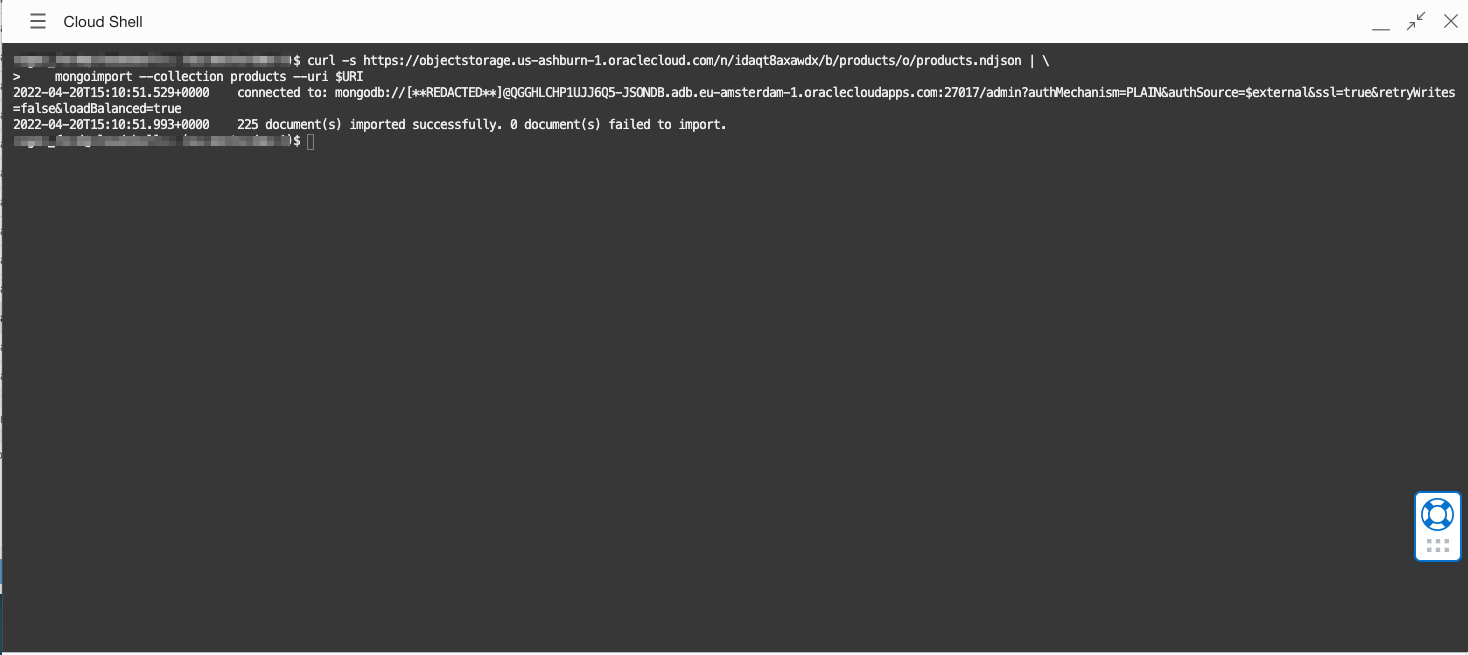 Cloud Shell
$ curl -s https://objectstorage.us-ashburn-1.oraclecloud.com/n/idaqt8axawdx/b/products/o/products.ndjson | \
> mongoimport --collection products --uri $URI
2022-04-20T15:10:51.529+0000 connected to: mongodb://[**REDACTED**]@QGGHLCHP1UJJ6Q5-JSONDB.adb.eu-amsterdam-1.oraclecloudapps.com:27017/admin?authMechanism=PLAIN&authSource=$external&ssl=true&retryWrites
=false&loadBalanced=true
2022-04-20T15:10:51.993+0000 225 document(s) imported successfully. 0 document(s) failed to import.
$